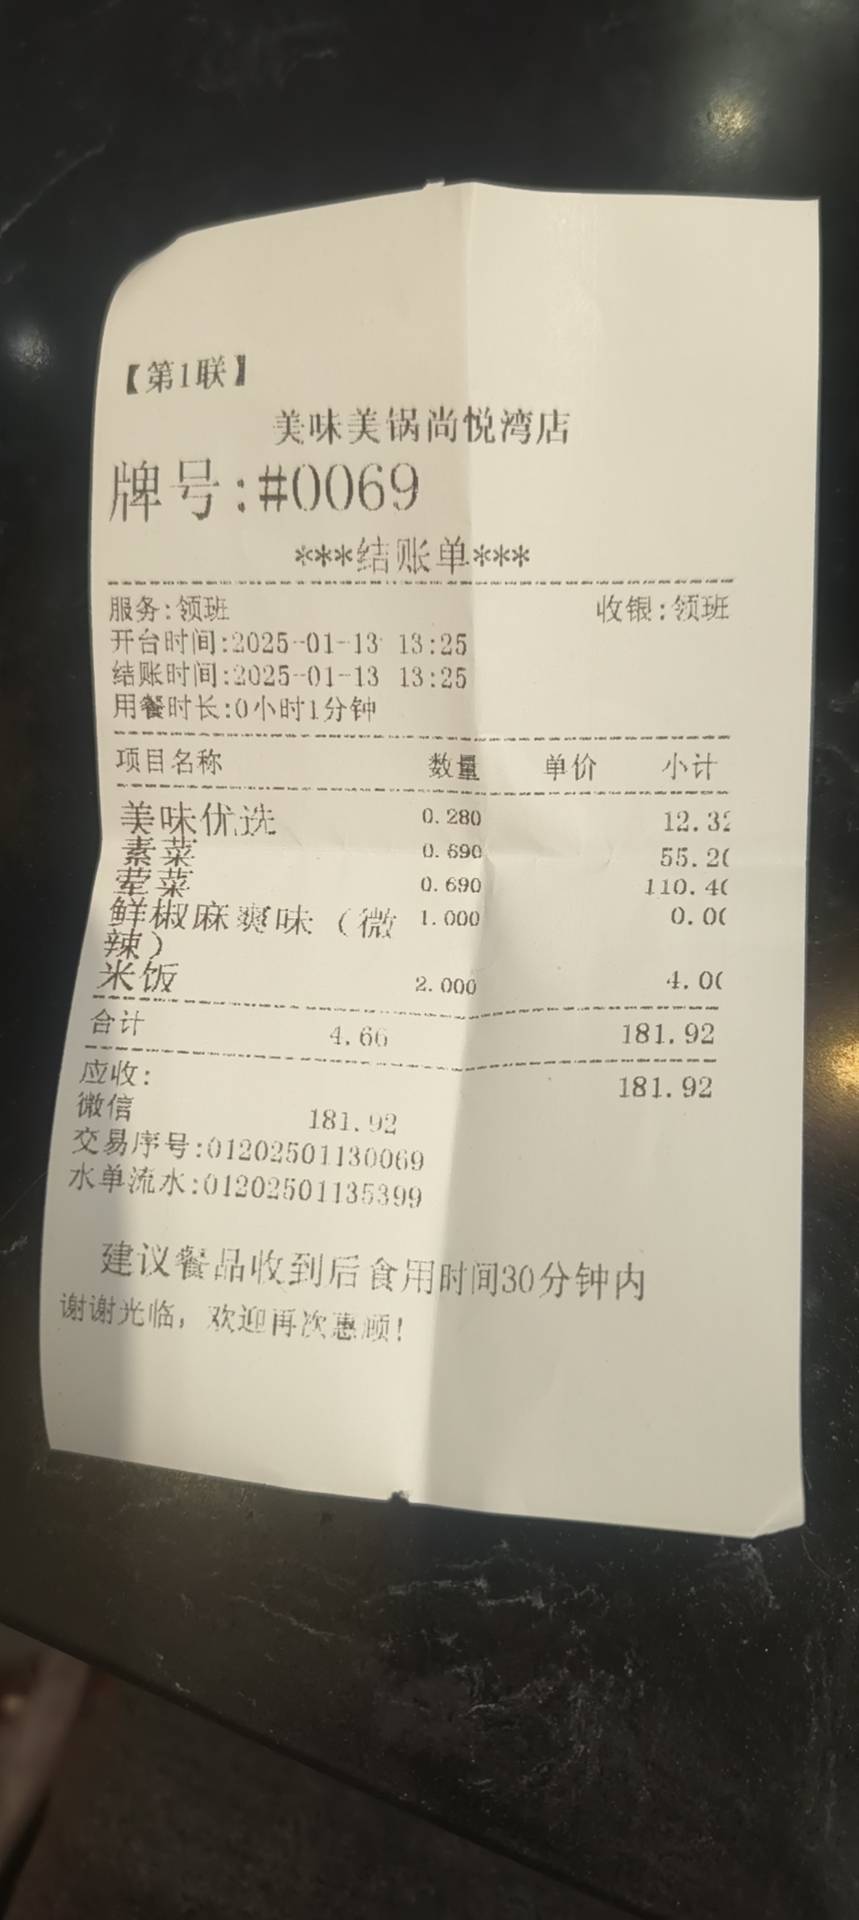 【第1联】
美味美锅尚悦湾店
牌号:#0069
***结账单***
服务:领班 收银:领班
开台时间:2025-01-13 13:25
结账时间:2025-01-13 13:25
用餐时长:0小时1分钟
项目名称 数量 单价 小计
美味优选 0.280 12.32
素菜 0.690 55.20
荤菜 0.690 110.40
鲜椒麻爽味（微 1.000 0.00
辣）
米饭 2.000 4.00
合计 4.66 181.92
应收: 181.92
微信 181.92
交易序号:01202501130069
水单流水:01202501135399
建议餐品收到后食用时间30分钟内
谢谢光临，欢迎再次惠顾!